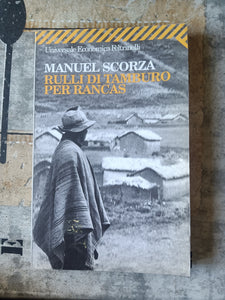 Universale Economica Feltrinelli
MANUEL SCORZA
RULLI DI TAMBURO
PER RANCAS